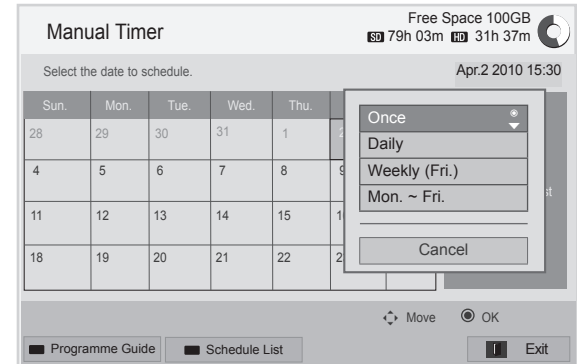 Manual Timer
Free Space 100GB
SD 79h 03m HD 31h 37m
Select the date to schedule.
Apr.2 2010 15:30
Sun. Mon. Tue. Wed. Thu.
28 29 30 31 1
4 5 6 7 8 9
11 12 13 14 15
18 19 20 21 22
Once
Daily
Weekly (Fri.)
Mon. ~ Fri.
Cancel
Move OK
Programme Guide Schedule List Exit